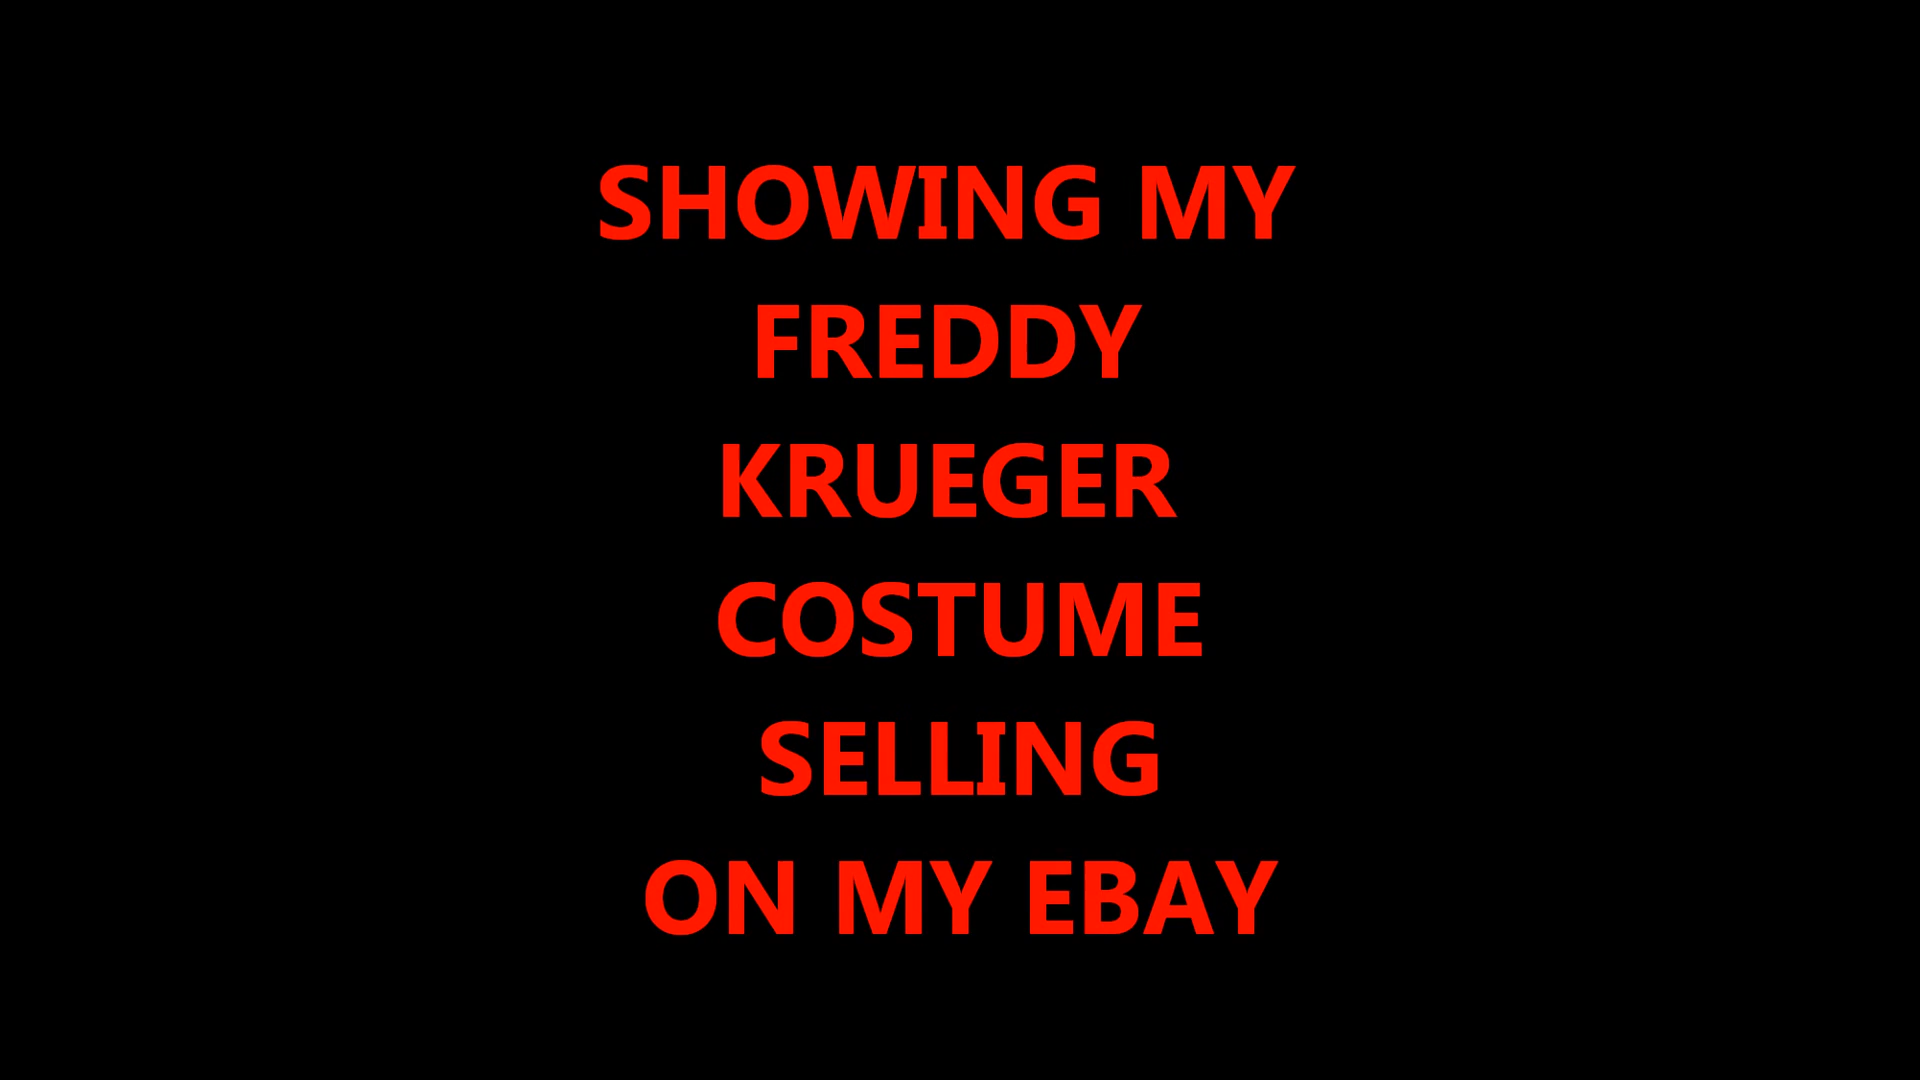 SHOWING MY
FREDDY
KRUEGER
COSTUME
SELLING
ON MY EBAY